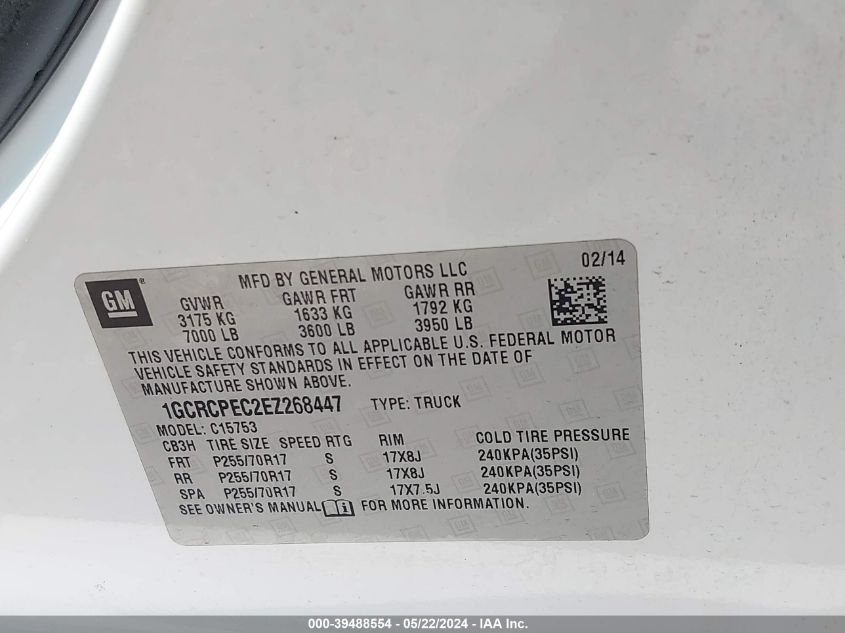 MFD BY GENERAL MOTORS LLC 02/14
GM ®
GVWR GAWR FRT GAWR RR
3175 KG 1633 KG 1792 KG
7000 LB 3600 LB 3950 LB
THIS VEHICLE CONFORMS TO ALL APPLICABLE U.S. FEDERAL MOTOR
VEHICLE SAFETY STANDARDS IN EFFECT ON THE DATE OF
MANUFACTURE SHOWN ABOVE.
1GCRCPEC2EZ268447 TYPE: TRUCK
MODEL: C15753
CB3H TIRE SIZE SPEED RTG RIM COLD TIRE PRESSURE
FRT P255/70R17 S 17X8J 240KPA(35PSI)
RR P255/70R17 S 17X8J 240KPA(35PSI)
SPA P255/70R17 S 17X7.5J 240KPA(35PSI)
SEE OWNER'S MANUAL FOR MORE INFORMATION.
000-39488554 - 05/22/2024 - IAA Inc.